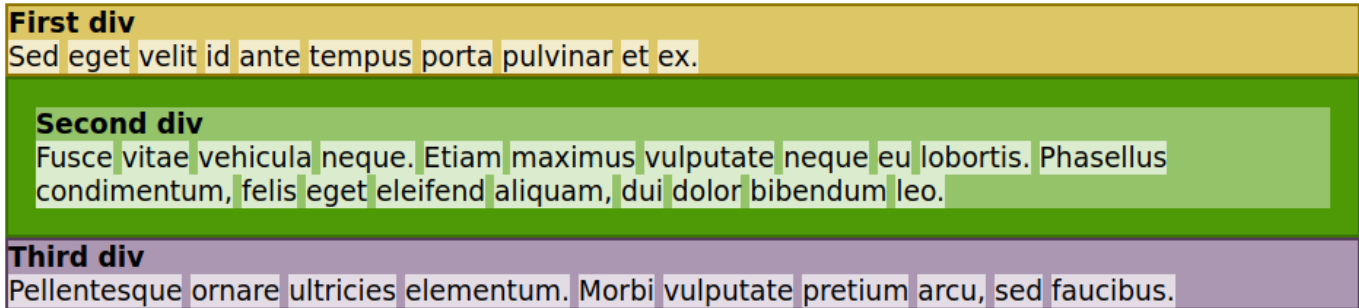 First div
Sed eget velit id ante tempus porta pulvinar et ex.
Second div
Fusce vitae vehicula neque. Etiam maximus vulputate neque eu lobortis. Phasellus
condimentum, felis eget eleifend aliquam, dui dolor bibendum leo.
Third div
Pellentesque ornare ultricies elementum. Morbi vulputate pretium arcu, sed faucibus.